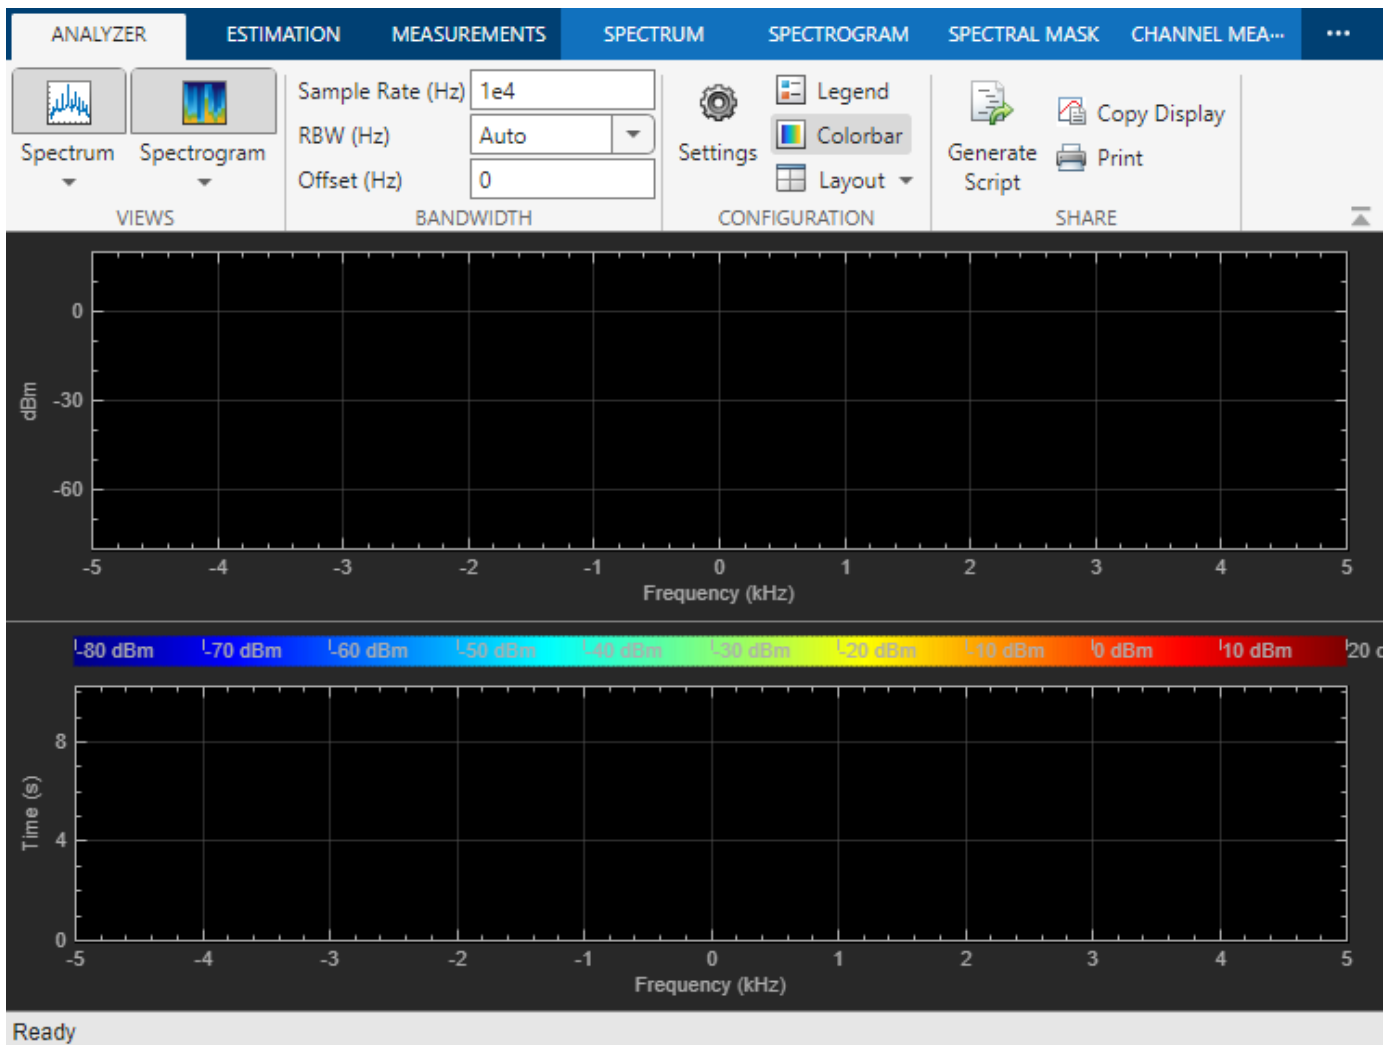 ANALYZER ESTIMATION MEASUREMENTS SPECTRUM SPECTROGRAM SPECTRAL MASK CHANNEL MEA...
Spectrum
Spectrogram
VIEWS
Sample Rate (Hz) 1e4
RBW (Hz) Auto
Offset (Hz) 0
BANDWIDTH
Settings
Legend
Colorbar
Layout
CONFIGURATION
Generate
Script
Copy Display
Print
SHARE
dBm
0
-30
-60
-5 -4 -3 -2 -1 0 1 2 3 4 5
Frequency (kHz)
-80 dBm -70 dBm -60 dBm -50 dBm -40 dBm -30 dBm -20 dBm -10 dBm 0 dBm 10 dBm 20 d
Time (s)
8
4
0
-5 -4 -3 -2 -1 0 1 2 3 4 5
Frequency (kHz)
Ready